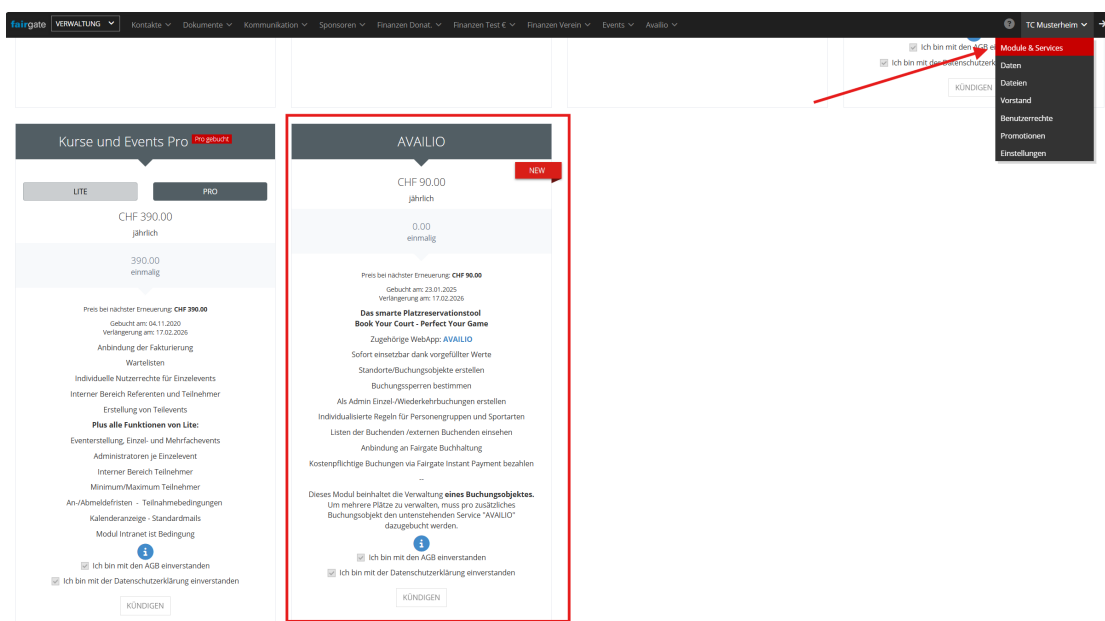 fairgate VERWALTUNG Kontakte Dokumente Kommunikation Sponsoren Finanzen Donat. Finanzen Test € Finanzen Verein Events Availio TC Musterheim
Module & Services
Daten
Dateien
Vorstand
Benutzerrechte
Promotionen
Einstellungen
Ich bin mit den AGB
Ich bin mit der Datenschutzerk
KÜNDIGEN
Kurse und Events Pro Pro gebucht
LITE PRO
CHF 390.00
jährlich
390.00
einmalig
Preis bei nächster Erneuerung: CHF 390.00
Gebucht am: 04.11.2020
Verlängerung am: 17.02.2026
Anbindung der Fakturierung
Wartelisten
Individuelle Nutzerrechte für Einzelevents
Interner Bereich Referenten und Teilnehmer
Erstellung von Teilevents
Plus alle Funktionen von Lite:
Eventerstellung, Einzel- und Mehrfachevents
Administratoren je Einzelevent
Interner Bereich Teilnehmer
Minimum/Maximum Teilnehmer
An-/Abmeldefristen - Teilnahmebedingungen
Kalenderanzeige - Standardmails
Modul Intranet ist Bedingung
Ich bin mit den AGB einverstanden
Ich bin mit der Datenschutzerklärung einverstanden
KÜNDIGEN
AVAILIO
NEW
CHF 90.00
jährlich
0.00
einmalig
Preis bei nächster Erneuerung: CHF 90.00
Gebucht am: 23.01.2025
Verlängerung am: 17.02.2026
Das smarte Platzreservationstool
Book Your Court - Perfect Your Game
Zugehörige WebApp: AVAILIO
Sofort einsetzbar dank vorgefüllter Werte
Standorte/Buchungsobjekte erstellen
Buchungssperren bestimmen
Als Admin Einzel-/Wiederkehrbuchungen erstellen
Individualisierte Regeln für Personengruppen und Sportarten
Listen der Buchenden /externen Buchenden einsehen
Anbindung an Fairgate Buchhaltung
Kostenpflichtige Buchungen via Fairgate Instant Payment bezahlen
--
Dieses Modul beinhaltet die Verwaltung eines Buchungsobjektes.
Um mehrere Plätze zu verwalten, muss pro zusätzliches
Buchungsobjekt den untenstehenden Service "AVAILIO"
dazugebucht werden.
Ich bin mit den AGB einverstanden
Ich bin mit der Datenschutzerklärung einverstanden
KÜNDIGEN